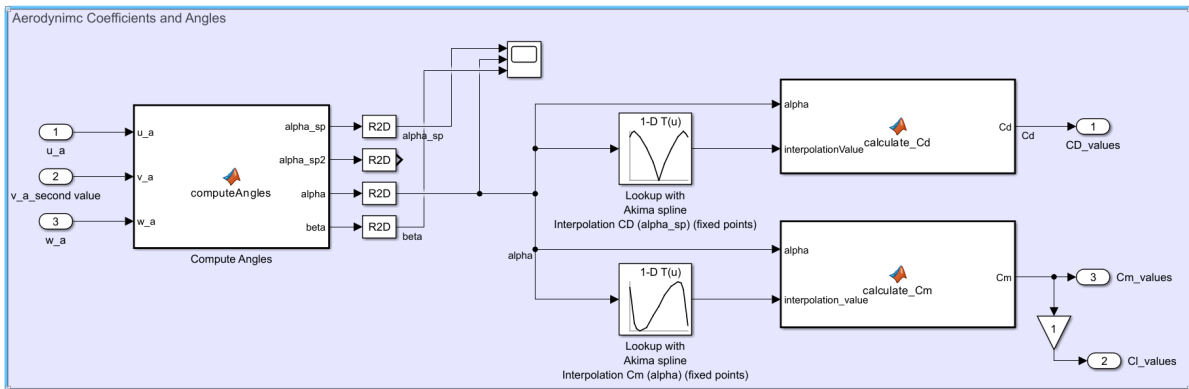 Aerodynimc Coefficients and Angles
1
u_a
2
v_a_second value
3
w_a
u_a
v_a
w_a
computeAngles
alpha_sp
alpha_sp2
alpha
beta
Compute Angles
R2D
alpha_sp
R2D
R2D
R2D
beta
alpha
1-D T(u)
Lookup with
Akima spline
Interpolation CD (alpha_sp) (fixed points)
1-D T(u)
Lookup with
Akima spline
Interpolation Cm (alpha) (fixed points)
alpha
interpolationValue
calculate_Cd
Cd
Cd
1
CD_values
alpha
interpolation_value
calculate_Cm
Cm
3
Cm_values
1
2
Cl_values